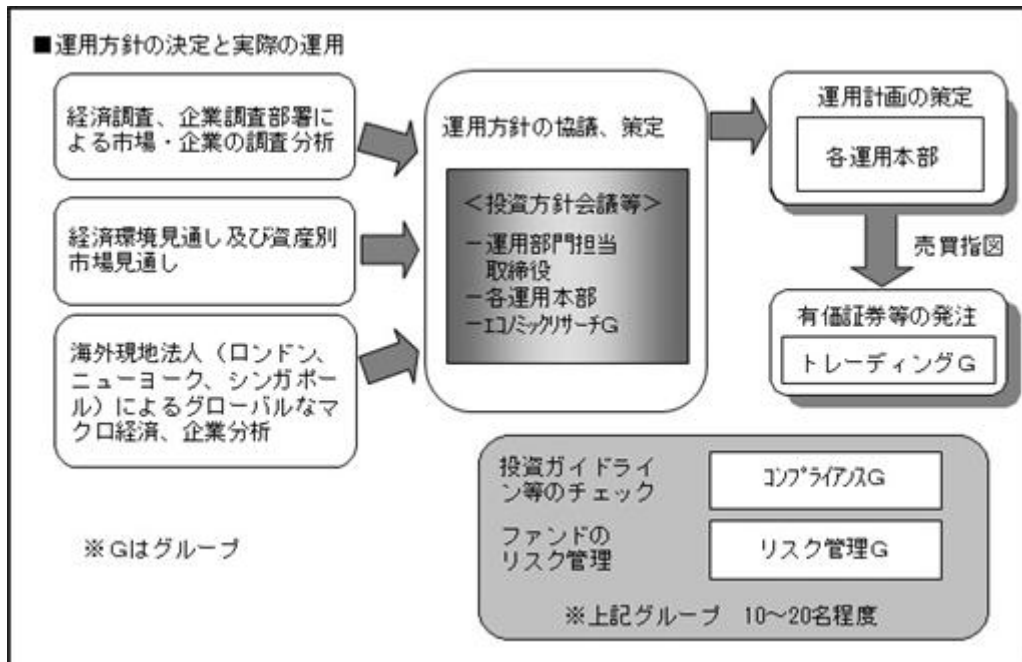 ■運用方針の決定と実際の運用
経済調査、企業調査部署に
よる市場・企業の調査分析
経済環境見通し及び資産別
市場見通し
海外現地法人（ロンドン、
ニューヨーク、シンガポー
ル）によるグローバルなマ
クロ経済、企業分析
運用方針の協議、策定
＜投資方針会議等＞
－運用部門担当
取締役
－各運用本部
－ｴｺﾉﾐｯｸﾘｻｰﾁG
運用計画の策定
各運用本部
売買指図
有価証券等の発注
トレーディングG
投資ガイドライ
ン等のチェック
ｺﾝﾌﾟﾗｲｱﾝｽG
ファンドの
リスク管理
リスク管理G
※上記グループ　10～20名程度
※Gはグループ